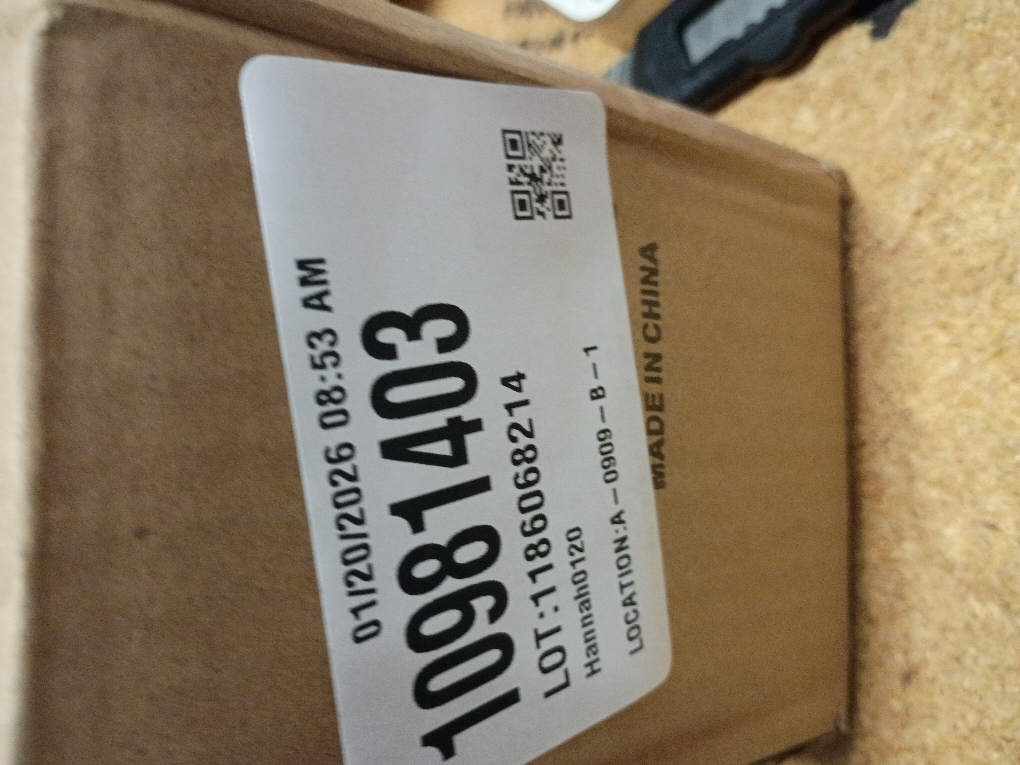 01/20/2026 08:53 AM
10981403
LOT:1186068214
Hannah0120
LOCATION:A-0909-B-1
MADE IN CHINA